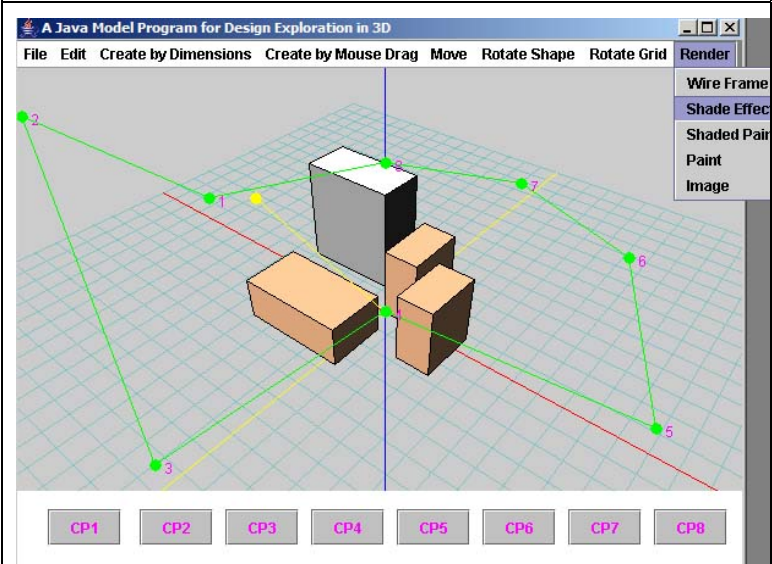 A Java Model Program for Design Exploration in 3D
File Edit Create by Dimensions Create by Mouse Drag Move Rotate Shape Rotate Grid Render
Wire Frame
Shade Effec
Shaded Pain
Paint
Image
2
1
8
7
6
4
5
3
CP1 CP2 CP3 CP4 CP5 CP6 CP7 CP8